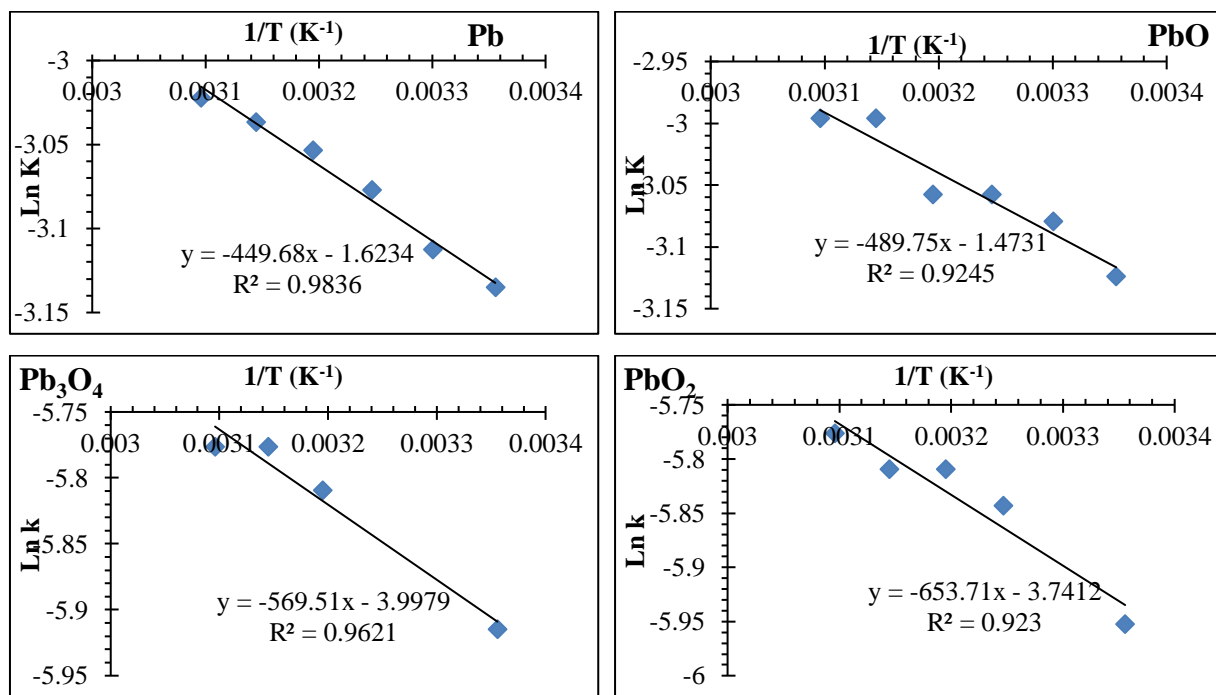 1/T (K⁻¹)
Pb
-3
0.003
0.0031
0.0032
0.0033
0.0034
-3.05
-3.1
-3.15
Ln K
y = -449.68x - 1.6234
R² = 0.9836
1/T (K⁻¹)
PbO
-2.95
0.003
0.0031
0.0032
0.0033
0.0034
-3
-3.05
-3.1
-3.15
Ln K
y = -489.75x - 1.4731
R² = 0.9245
Pb₃O₄
1/T (K⁻¹)
-5.75
0.003
0.0031
0.0032
0.0033
0.0034
-5.8
-5.85
-5.9
-5.95
Ln k
y = -569.51x - 3.9979
R² = 0.9621
PbO₂
1/T (K⁻¹)
-5.75
0.003
0.0031
0.0032
0.0033
0.0034
-5.8
-5.85
-5.9
-5.95
-6
Ln k
y = -653.71x - 3.7412
R² = 0.923